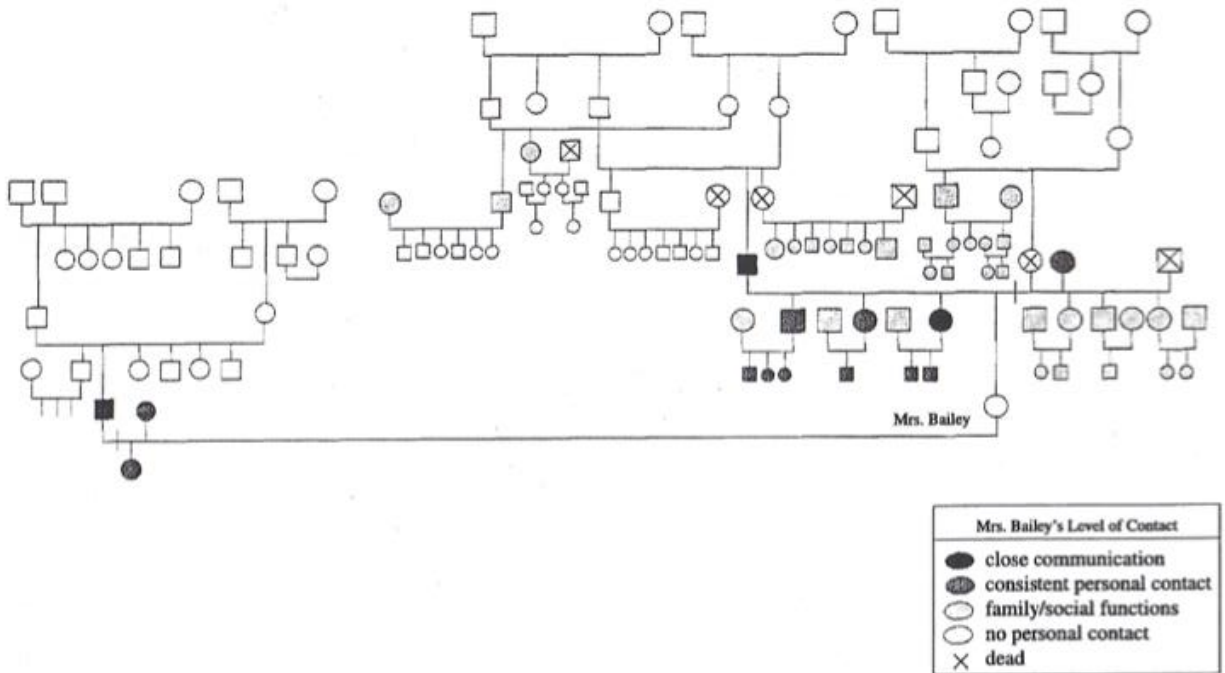 Mrs. Bailey
Mrs. Bailey's Level of Contact
close communication
consistent personal contact
family/social functions
no personal contact
dead